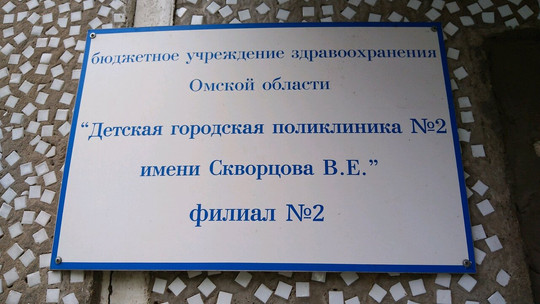 бюджетное учреждение здравоохранения
Омской области
“Детская городская поликлиника №2
имени Скворцова В.Е.”
филиал №2